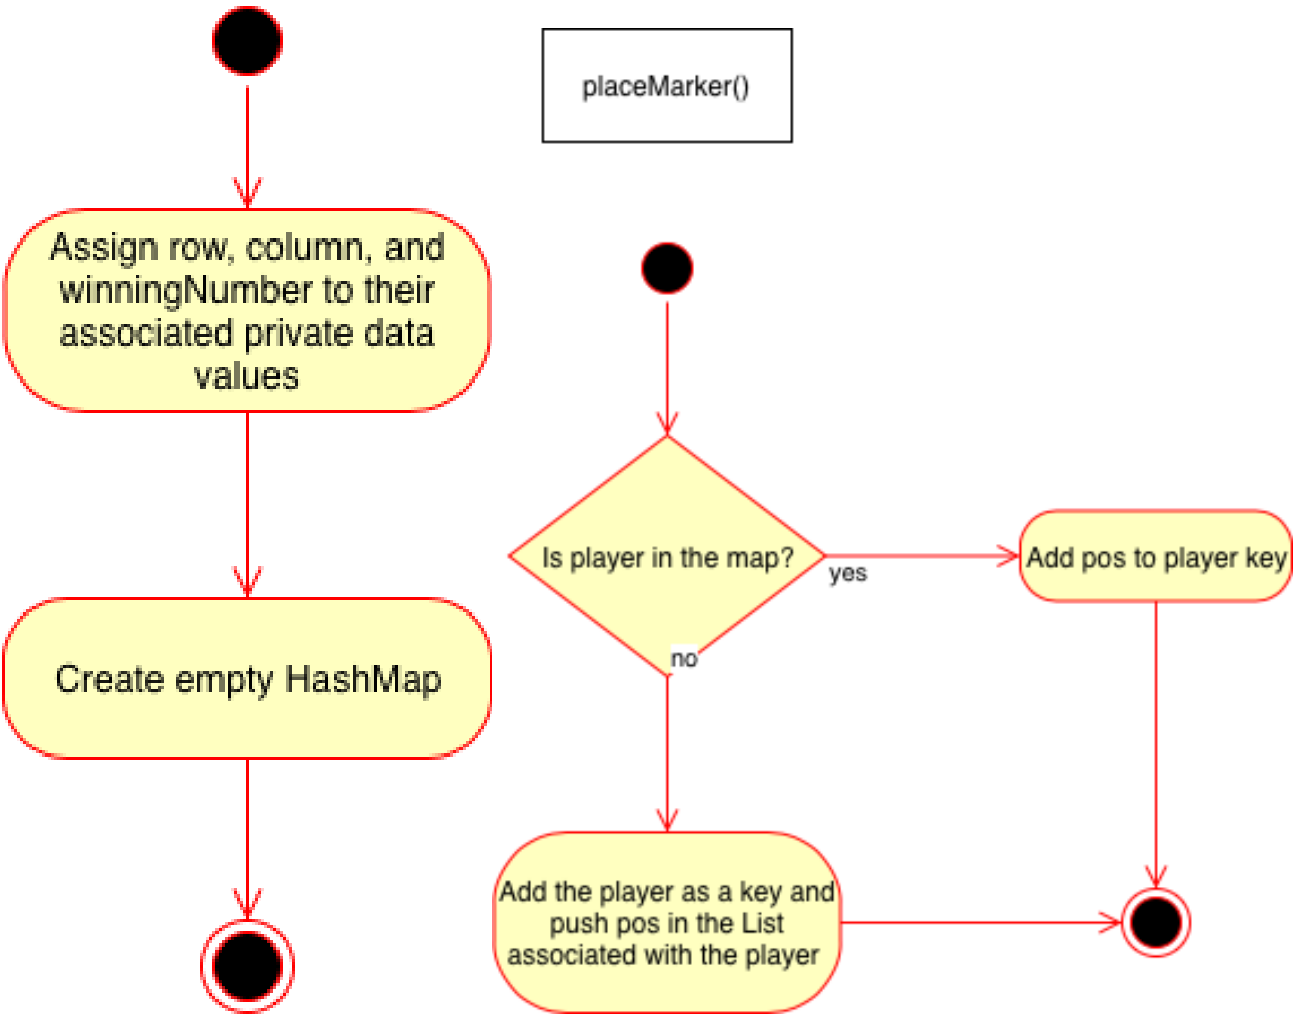 Assign row, column, and
winningNumber to their
associated private data
values
Create empty HashMap
placeMarker()
Is player in the map?
yes
Add pos to player key
no
Add the player as a key and
push pos in the List
associated with the player